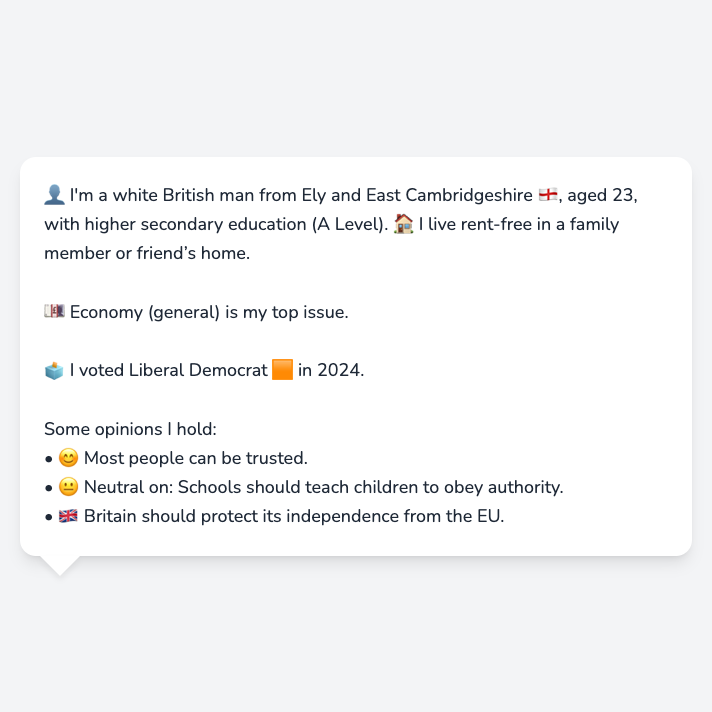 👤 I'm a white British man from Ely and East Cambridgeshire 🏴󠁧󠁢󠁥󠁮󠁧󠁿, aged 23,
with higher secondary education (A Level). 🏠 I live rent-free in a family
member or friend’s home.
💷 Economy (general) is my top issue.
🗳️ I voted Liberal Democrat 🟧 in 2024.
Some opinions I hold:
• 😊 Most people can be trusted.
• 😐 Neutral on: Schools should teach children to obey authority.
• 🇬🇧 Britain should protect its independence from the EU.